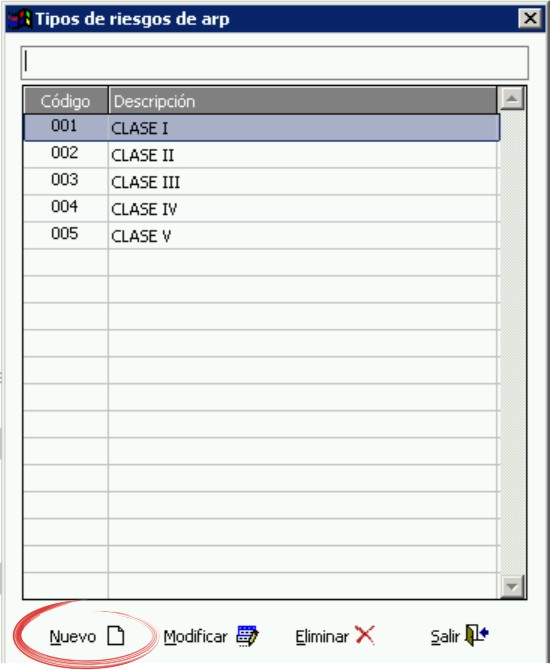 Tipos de riesgos de arp
Código Descripción
001 CLASE I
002 CLASE II
003 CLASE III
004 CLASE IV
005 CLASE V
Nuevo Modificar Eliminar Salir